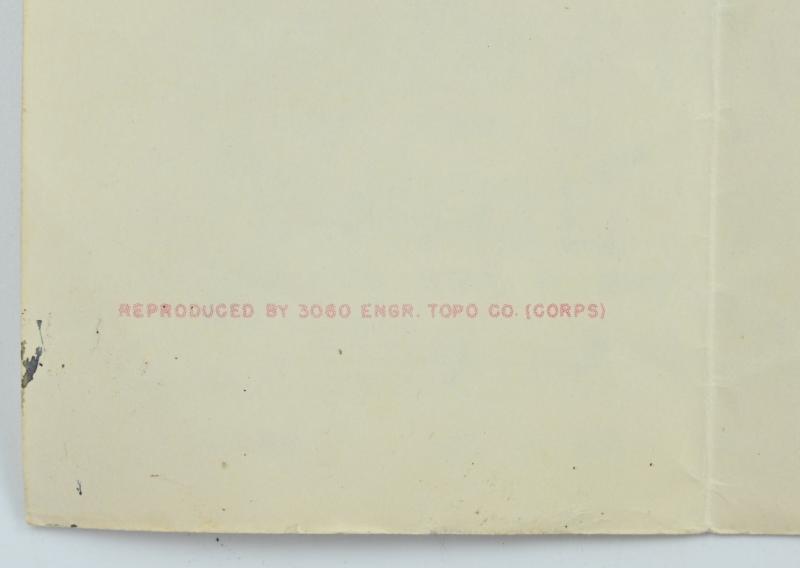 REPRODUCED BY 3060 ENGR. TOPO CO. (CORPS)